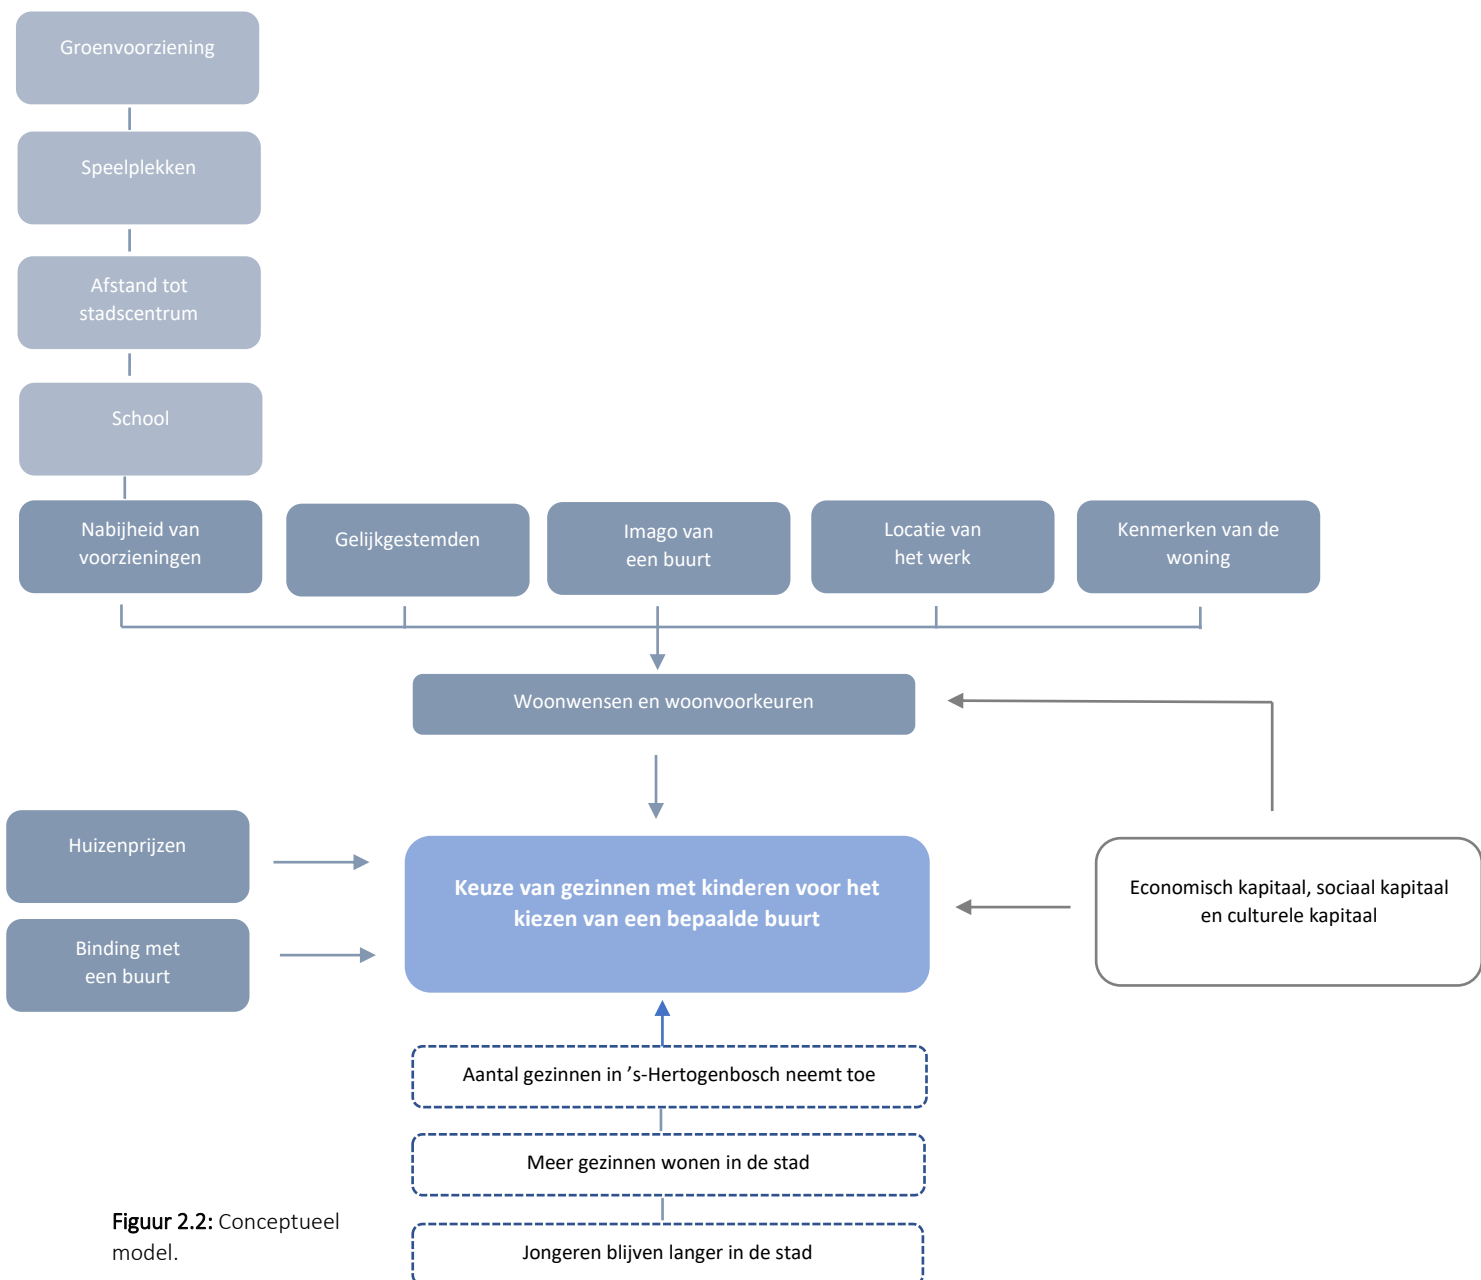 Groenvoorziening
Speelplekken
Afstand tot
stadscentrum
School
Nabijheid van
voorzieningen
Gelijkgestemden
Imago van
een buurt
Locatie van
het werk
Kenmerken van de
woning
Woonwensen en woonvoorkeuren
Huizenprijzen
Binding met
een buurt
Keuze van gezinnen met kinderen voor het
kiezen van een bepaalde buurt
Economisch kapitaal, sociaal kapitaal
en culturele kapitaal
Aantal gezinnen in ’s-Hertogenbosch neemt toe
Meer gezinnen wonen in de stad
Jongeren blijven langer in de stad
Figuur 2.2: Conceptueel
model.